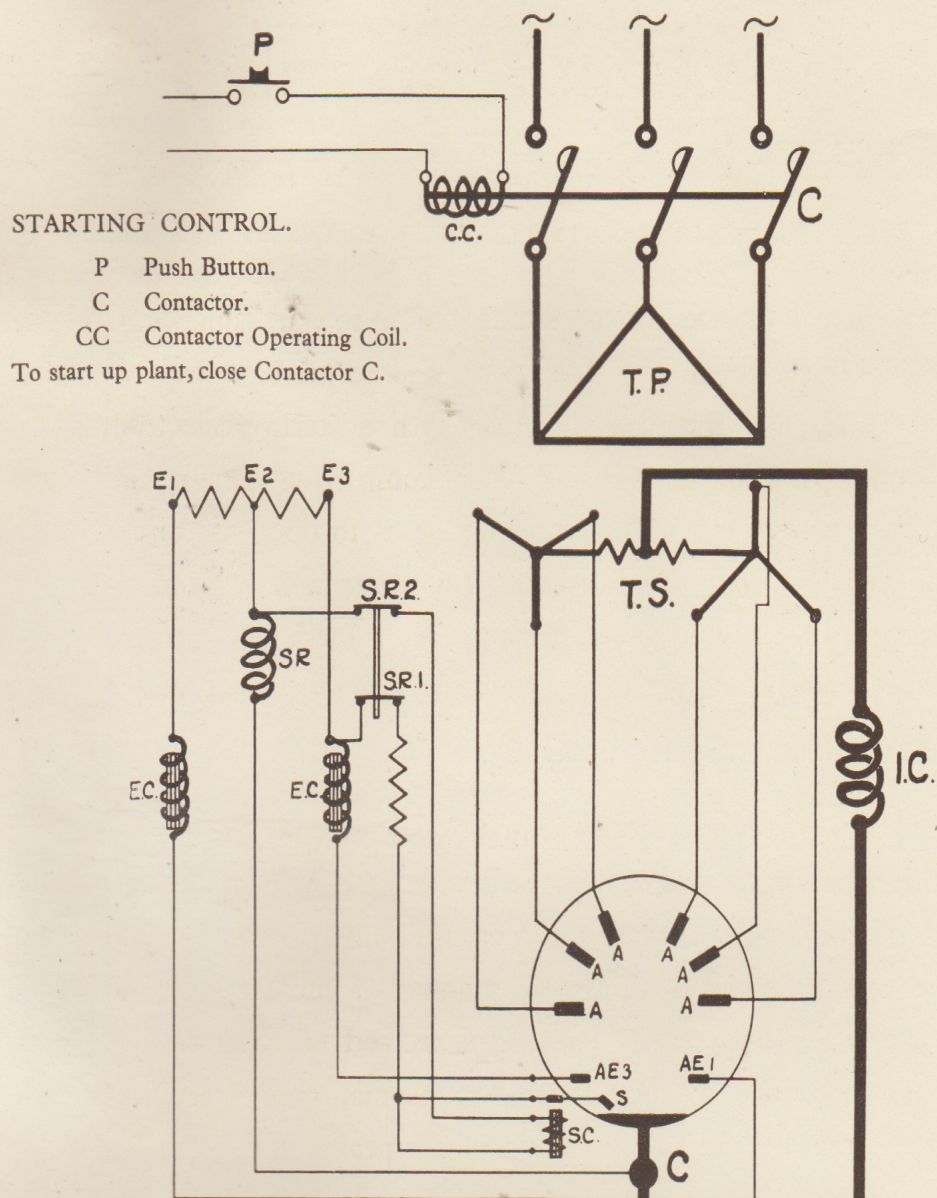 P
C
C.C.
STARTING CONTROL.
P Push Button.
C Contactor.
CC Contactor Operating Coil.
To start up plant, close Contactor C.
T.P.
E1 E2 E3
T.S.
S.R.2.
SR
S.R.1.
E.C. E.C. I.C.
A A
A A
A A
AE3 AE1
S
S.C.
C